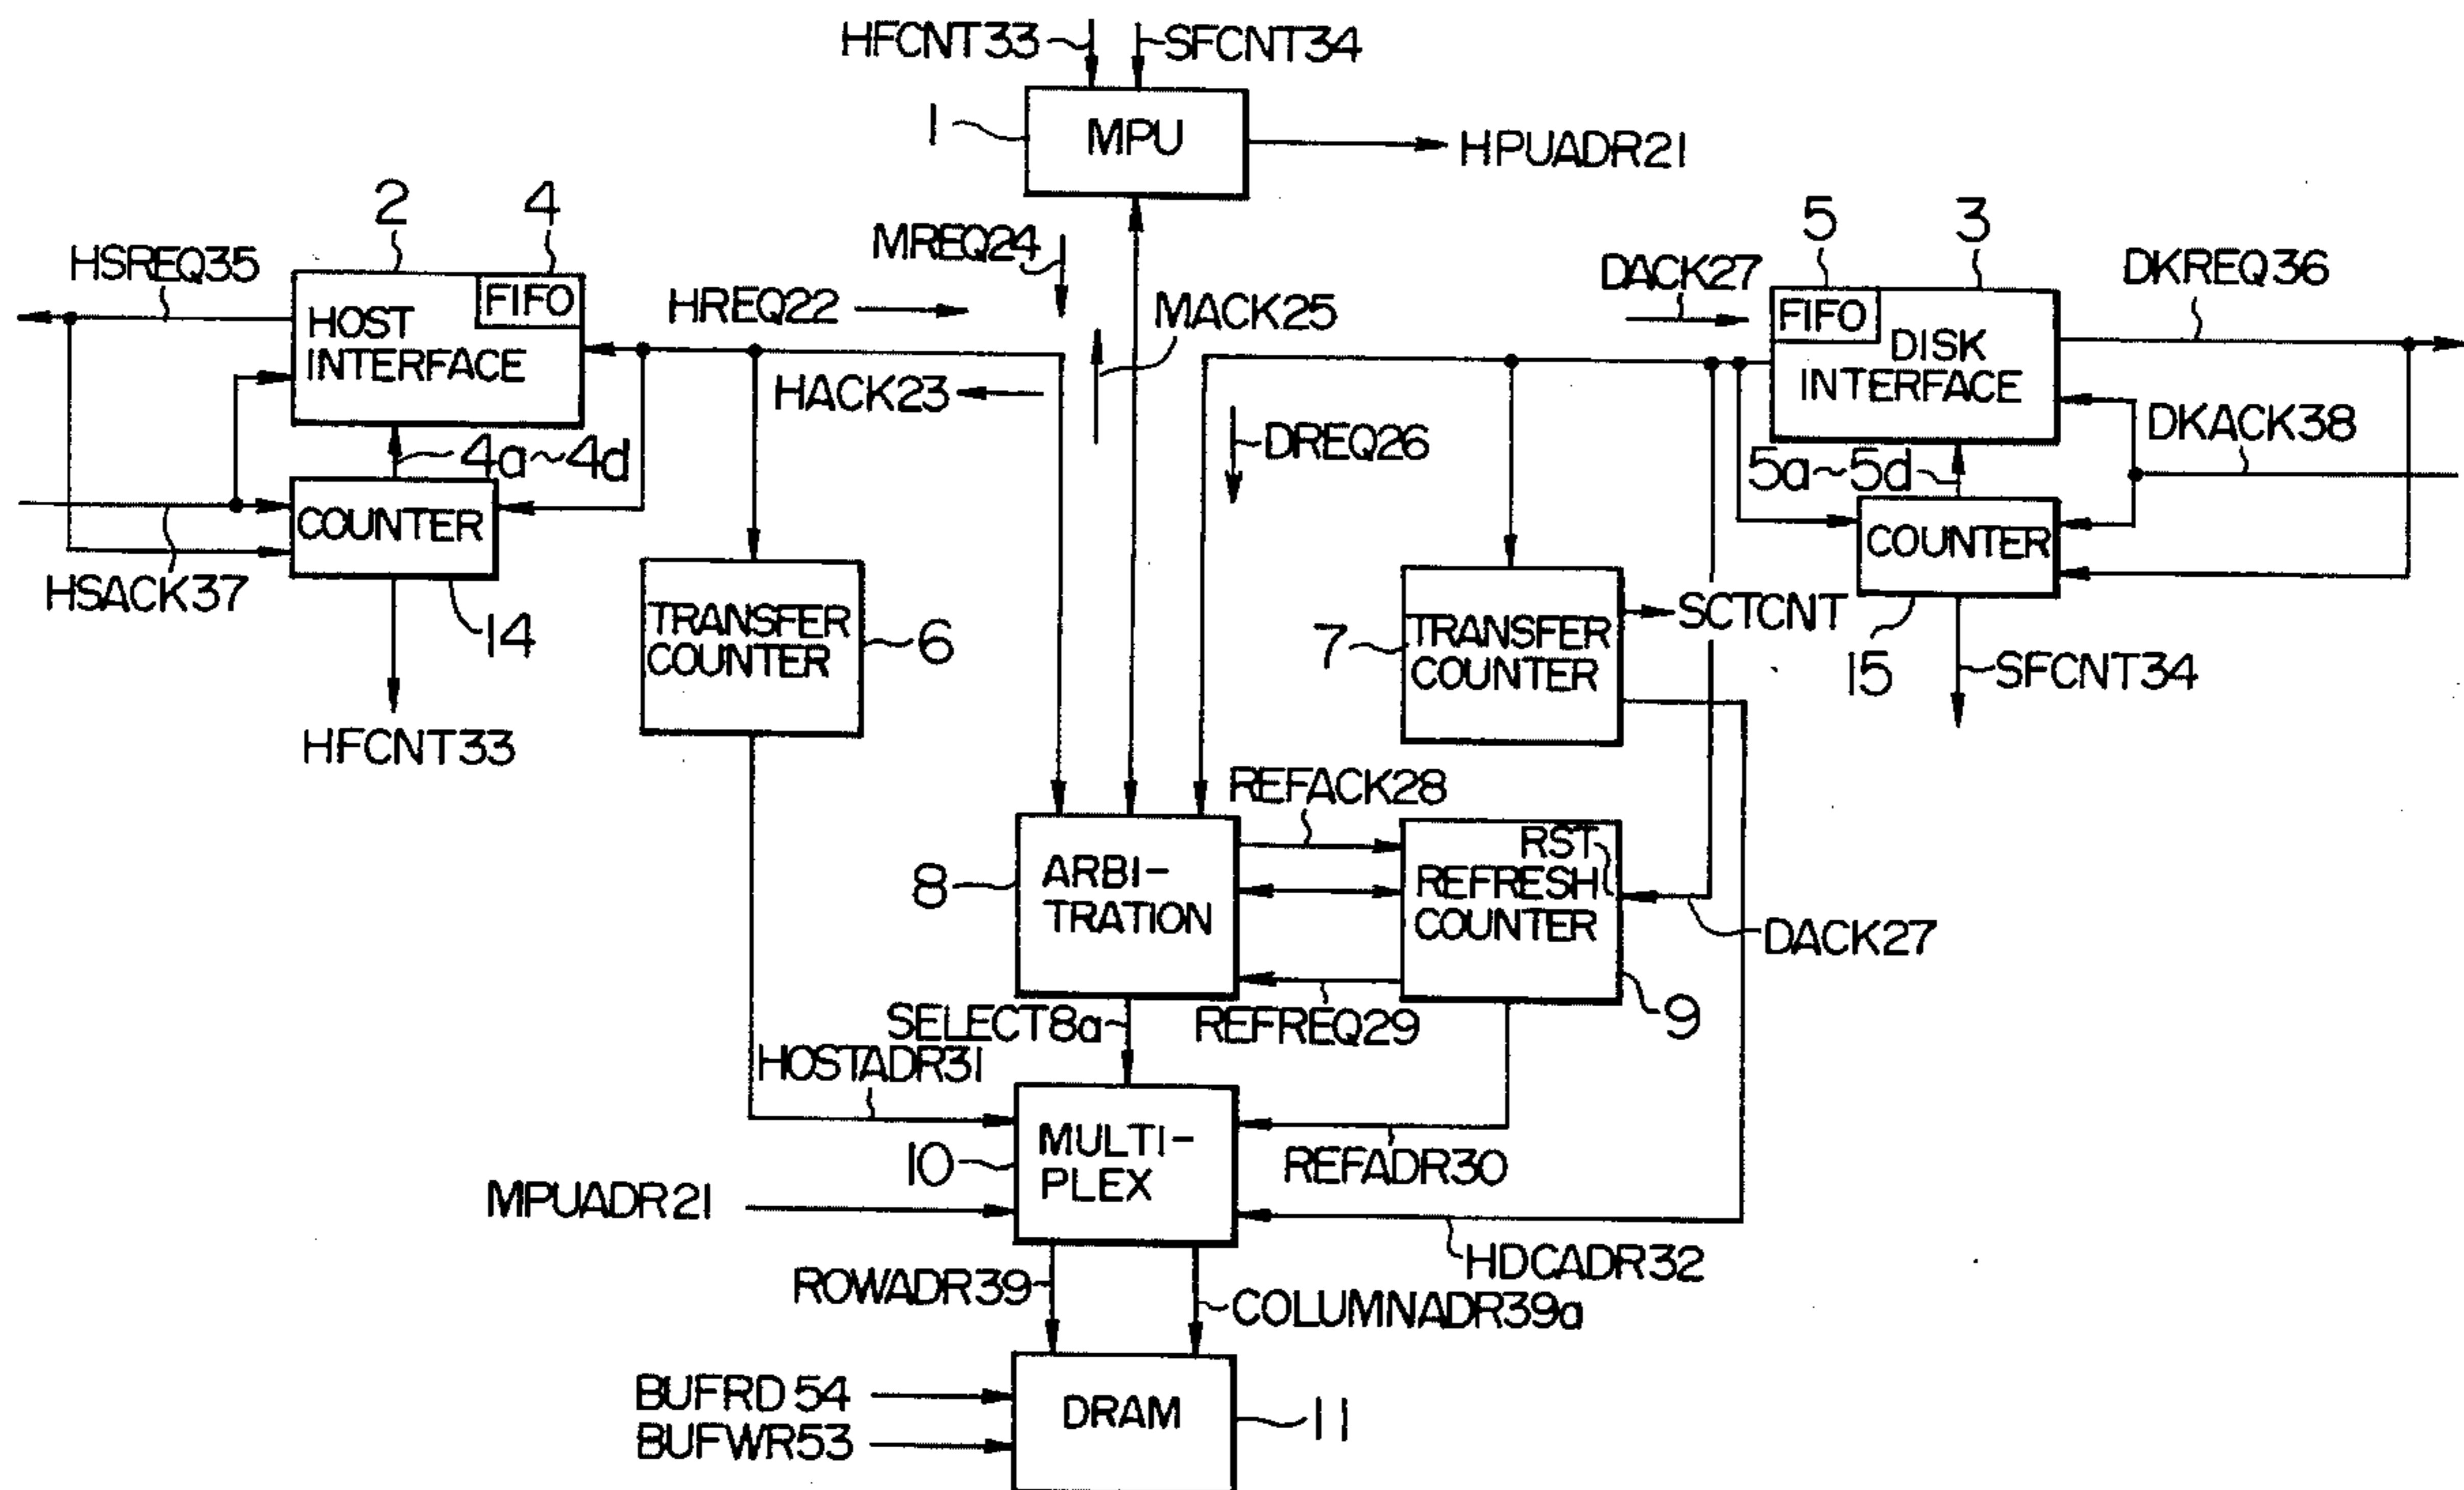 HFCNT33
SFCNT34
1
MPU
HPUADR21
2
4
HSREQ35
FIFO
HOST
INTERFACE
HREQ22
HACK23
MREQ24
MACK25
DREQ26
DACK27
5
3
FIFO
DISK
INTERFACE
DKREQ36
DKACK38
4a~4d
COUNTER
HSACK37
14
HFCNT33
5a~5d
COUNTER
15
SFCNT34
TRANSFER
COUNTER
6
7
TRANSFER
COUNTER
SCTCNT
REFACK28
8
ARBI-
TRATION
RST
REFRESH
COUNTER
DACK27
9
REFREQ29
SELECT8a
HOSTADR31
10
MULTI-
PLEX
REFADR30
MPUADR21
HDCADR32
ROWADR39
COLUMNADR39a
BUFRD 54
BUFWR53
DRAM
11